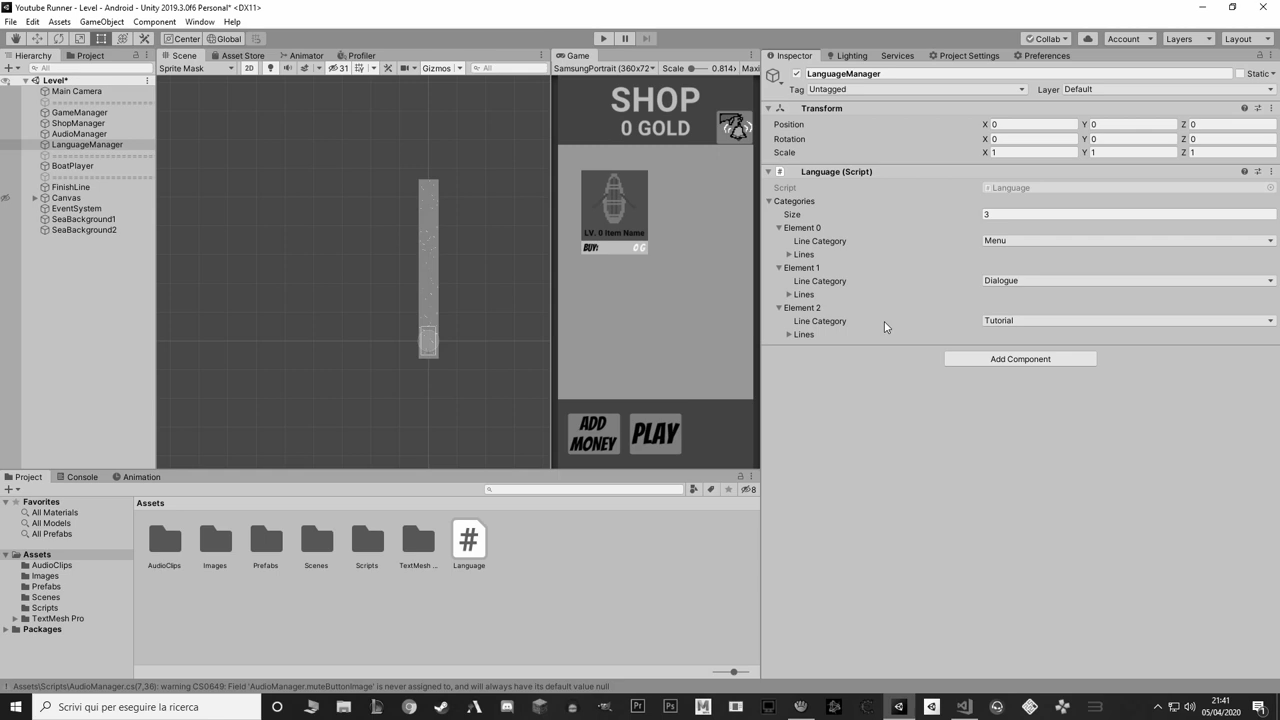 Youtube Runner - Level - Android - Unity 2019.3.0f6 Personal* <DX11>
File Edit Assets GameObject Component Window Help
Center Global
Collab Account Layers Layout
Hierarchy Project
Scene Asset Store Animator Profiler
Game
Inspector Lighting Services Project Settings Preferences
All
Sprite Mask 2D 31 Gizmos All
SamsungPortrait (360x72 Scale 0.814x Maxi
Level*
Main Camera
=====================
GameManager
ShopManager
AudioManager
LanguageManager
=====================
BoatPlayer
=====================
FinishLine
Canvas
EventSystem
SeaBackground1
SeaBackground2
SHOP
0 GOLD
LV. 0 Item Name
BUY: 0 G
ADD MONEY
PLAY
LanguageManager Static
Tag Untagged Layer Default
Transform
Position X 0 Y 0 Z 0
Rotation X 0 Y 0 Z 0
Scale X 1 Y 1 Z 1
# Language (Script)
Script Language
Categories
Size 3
Element 0
Line Category Menu
Lines
Element 1
Line Category Dialogue
Lines
Element 2
Line Category Tutorial
Lines
Add Component
Project Console Animation
8
Favorites
All Materials
All Models
All Prefabs
Assets
AudioClips
Images
Prefabs
Scenes
Scripts
TextMesh Pro
Packages
Assets
#
AudioClips Images Prefabs Scenes Scripts TextMesh ... Language
! Assets\Scripts\AudioManager.cs(7,36): warning CS0649: Field 'AudioManager.muteButtonImage' is never assigned to, and will always have its default value null
Scrivi qui per eseguire la ricerca
Pr Ps M
21:41
05/04/2020